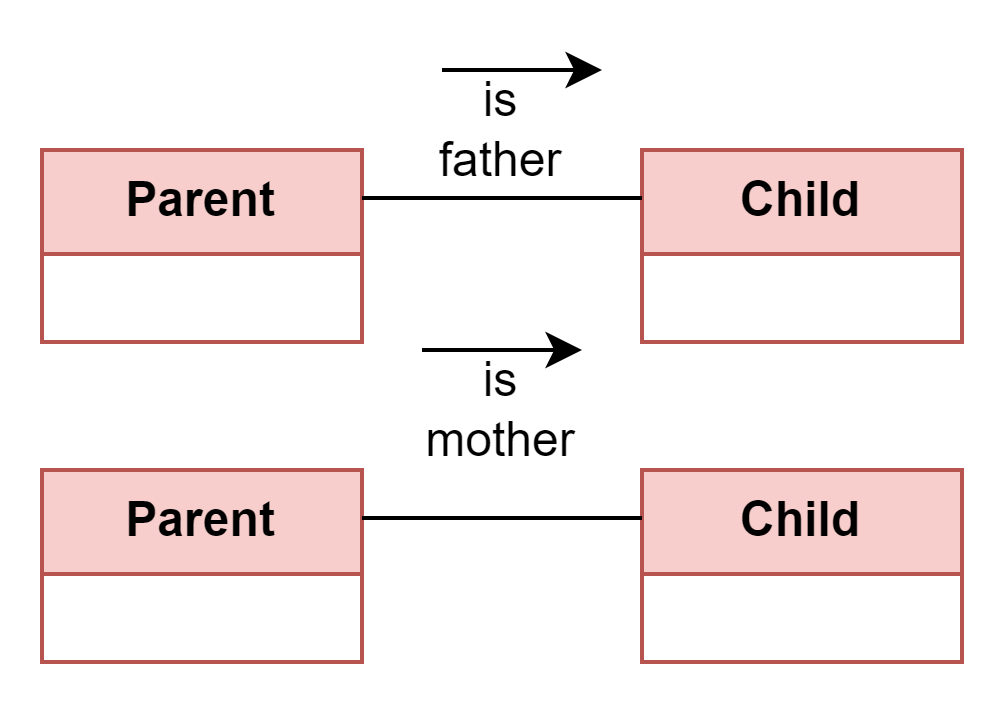 is
father
Parent
Child
is
mother
Parent
Child